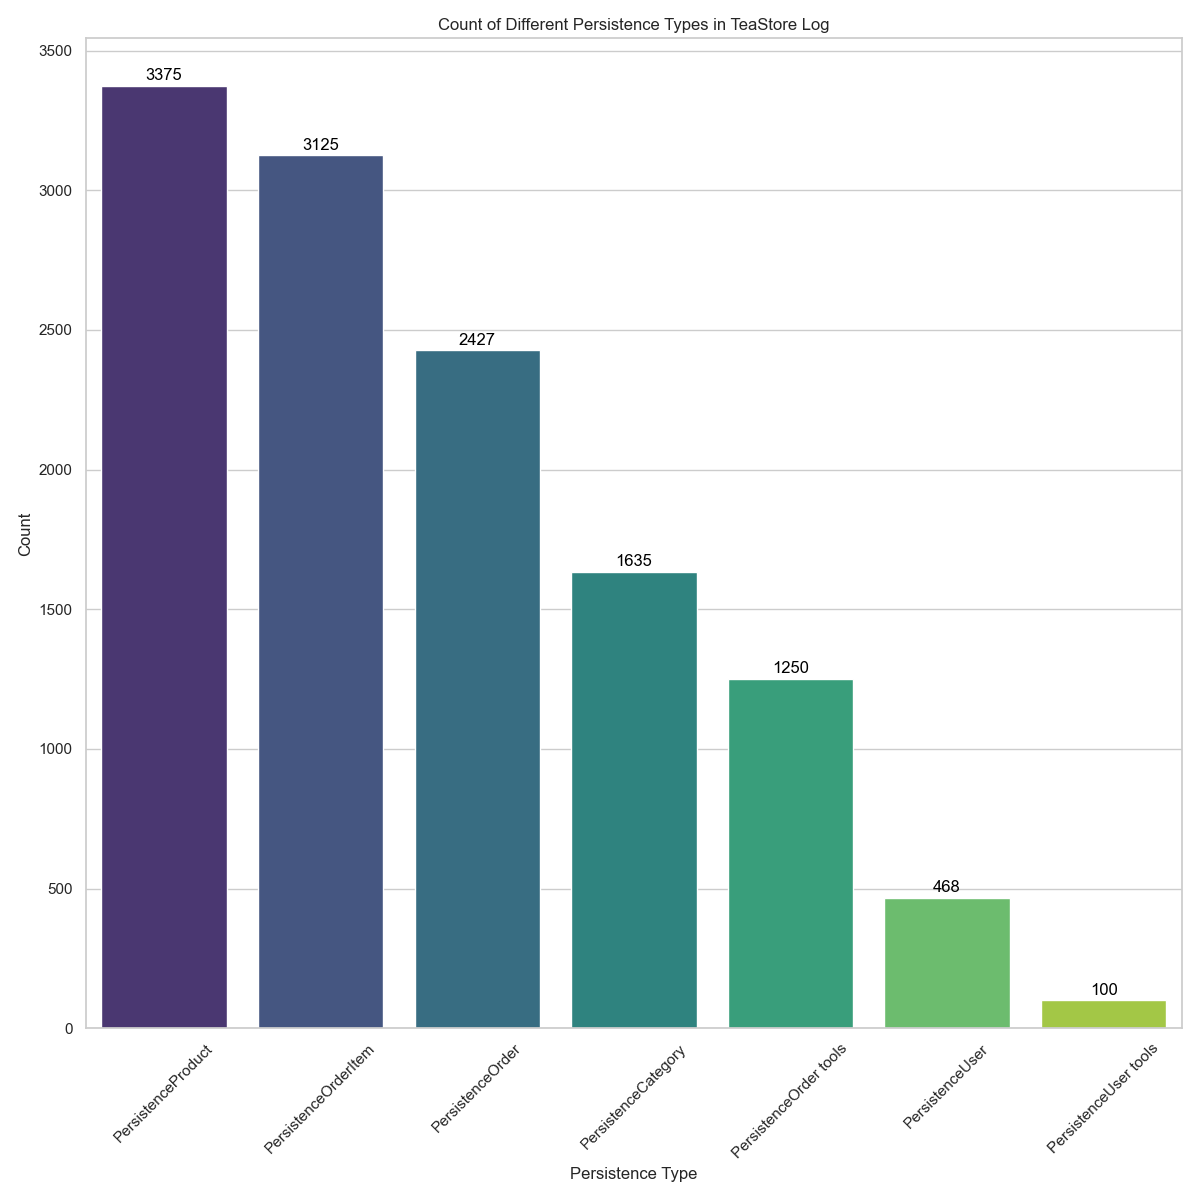 Count of Different Persistence Types in TeaStore Log
3500
3000
2500
2000
1500
1000
500
0
Count
3375
3125
2427
1635
1250
468
100
PersistenceProduct
PersistenceOrderItem
PersistenceOrder
PersistenceCategory
PersistenceOrder tools
PersistenceUser
PersistenceUser tools
Persistence Type